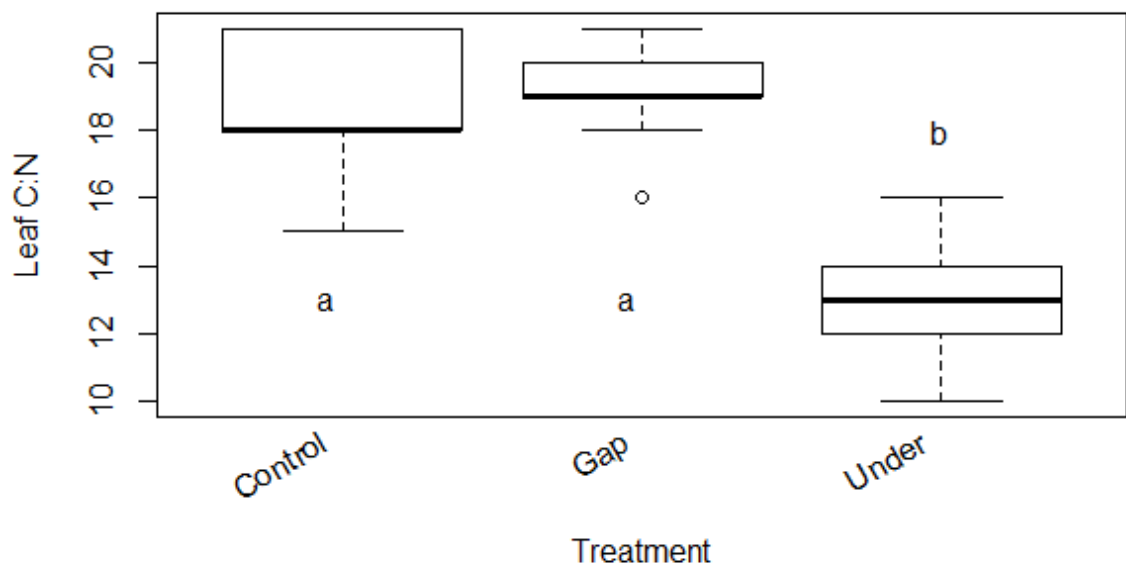 20
18
16
14
12
10
Leaf C:N
a
a
b
Control
Gap
Under
Treatment